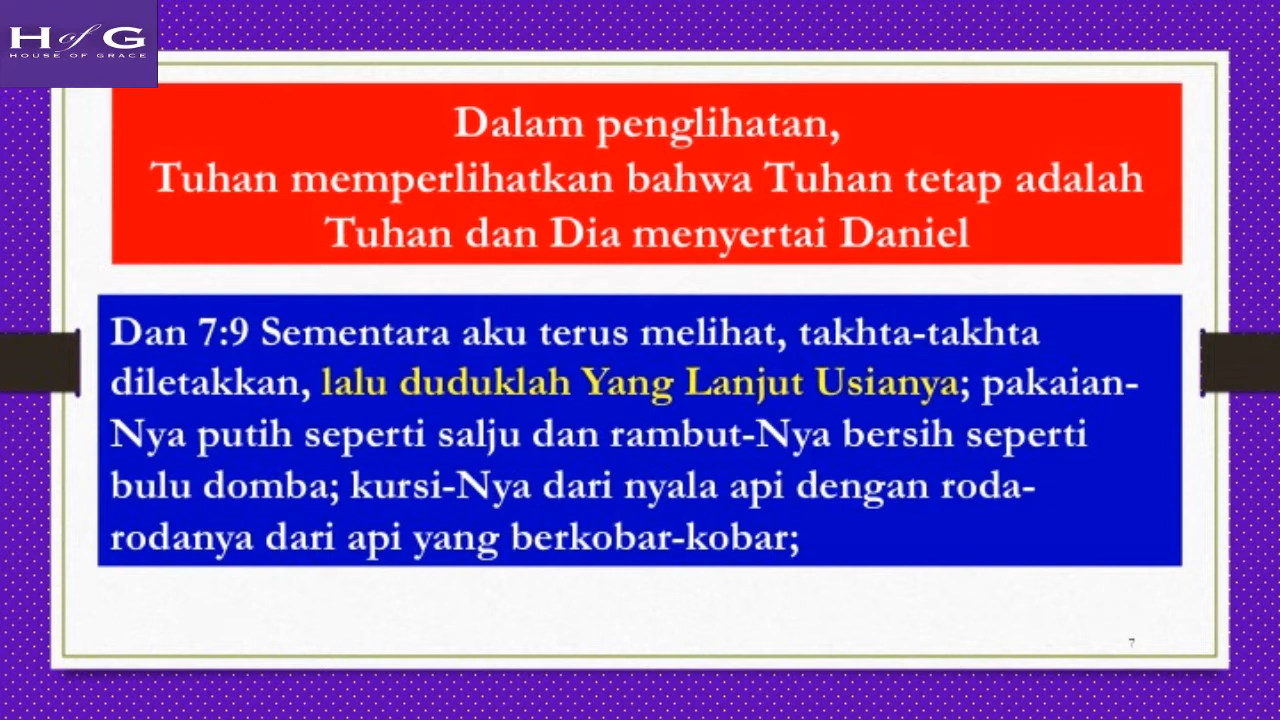 HofG
HOUSE OF GRACE
Dalam penglihatan,
Tuhan memperlihatkan bahwa Tuhan tetap adalah
Tuhan dan Dia menyertai Daniel
Dan 7:9 Sementara aku terus melihat, takhta-takhta
diletakkan, lalu duduklah Yang Lanjut Usianya; pakaian-
Nya putih seperti salju dan rambut-Nya bersih seperti
bulu domba; kursi-Nya dari nyala api dengan roda-
rodanya dari api yang berkobar-kobar;
7